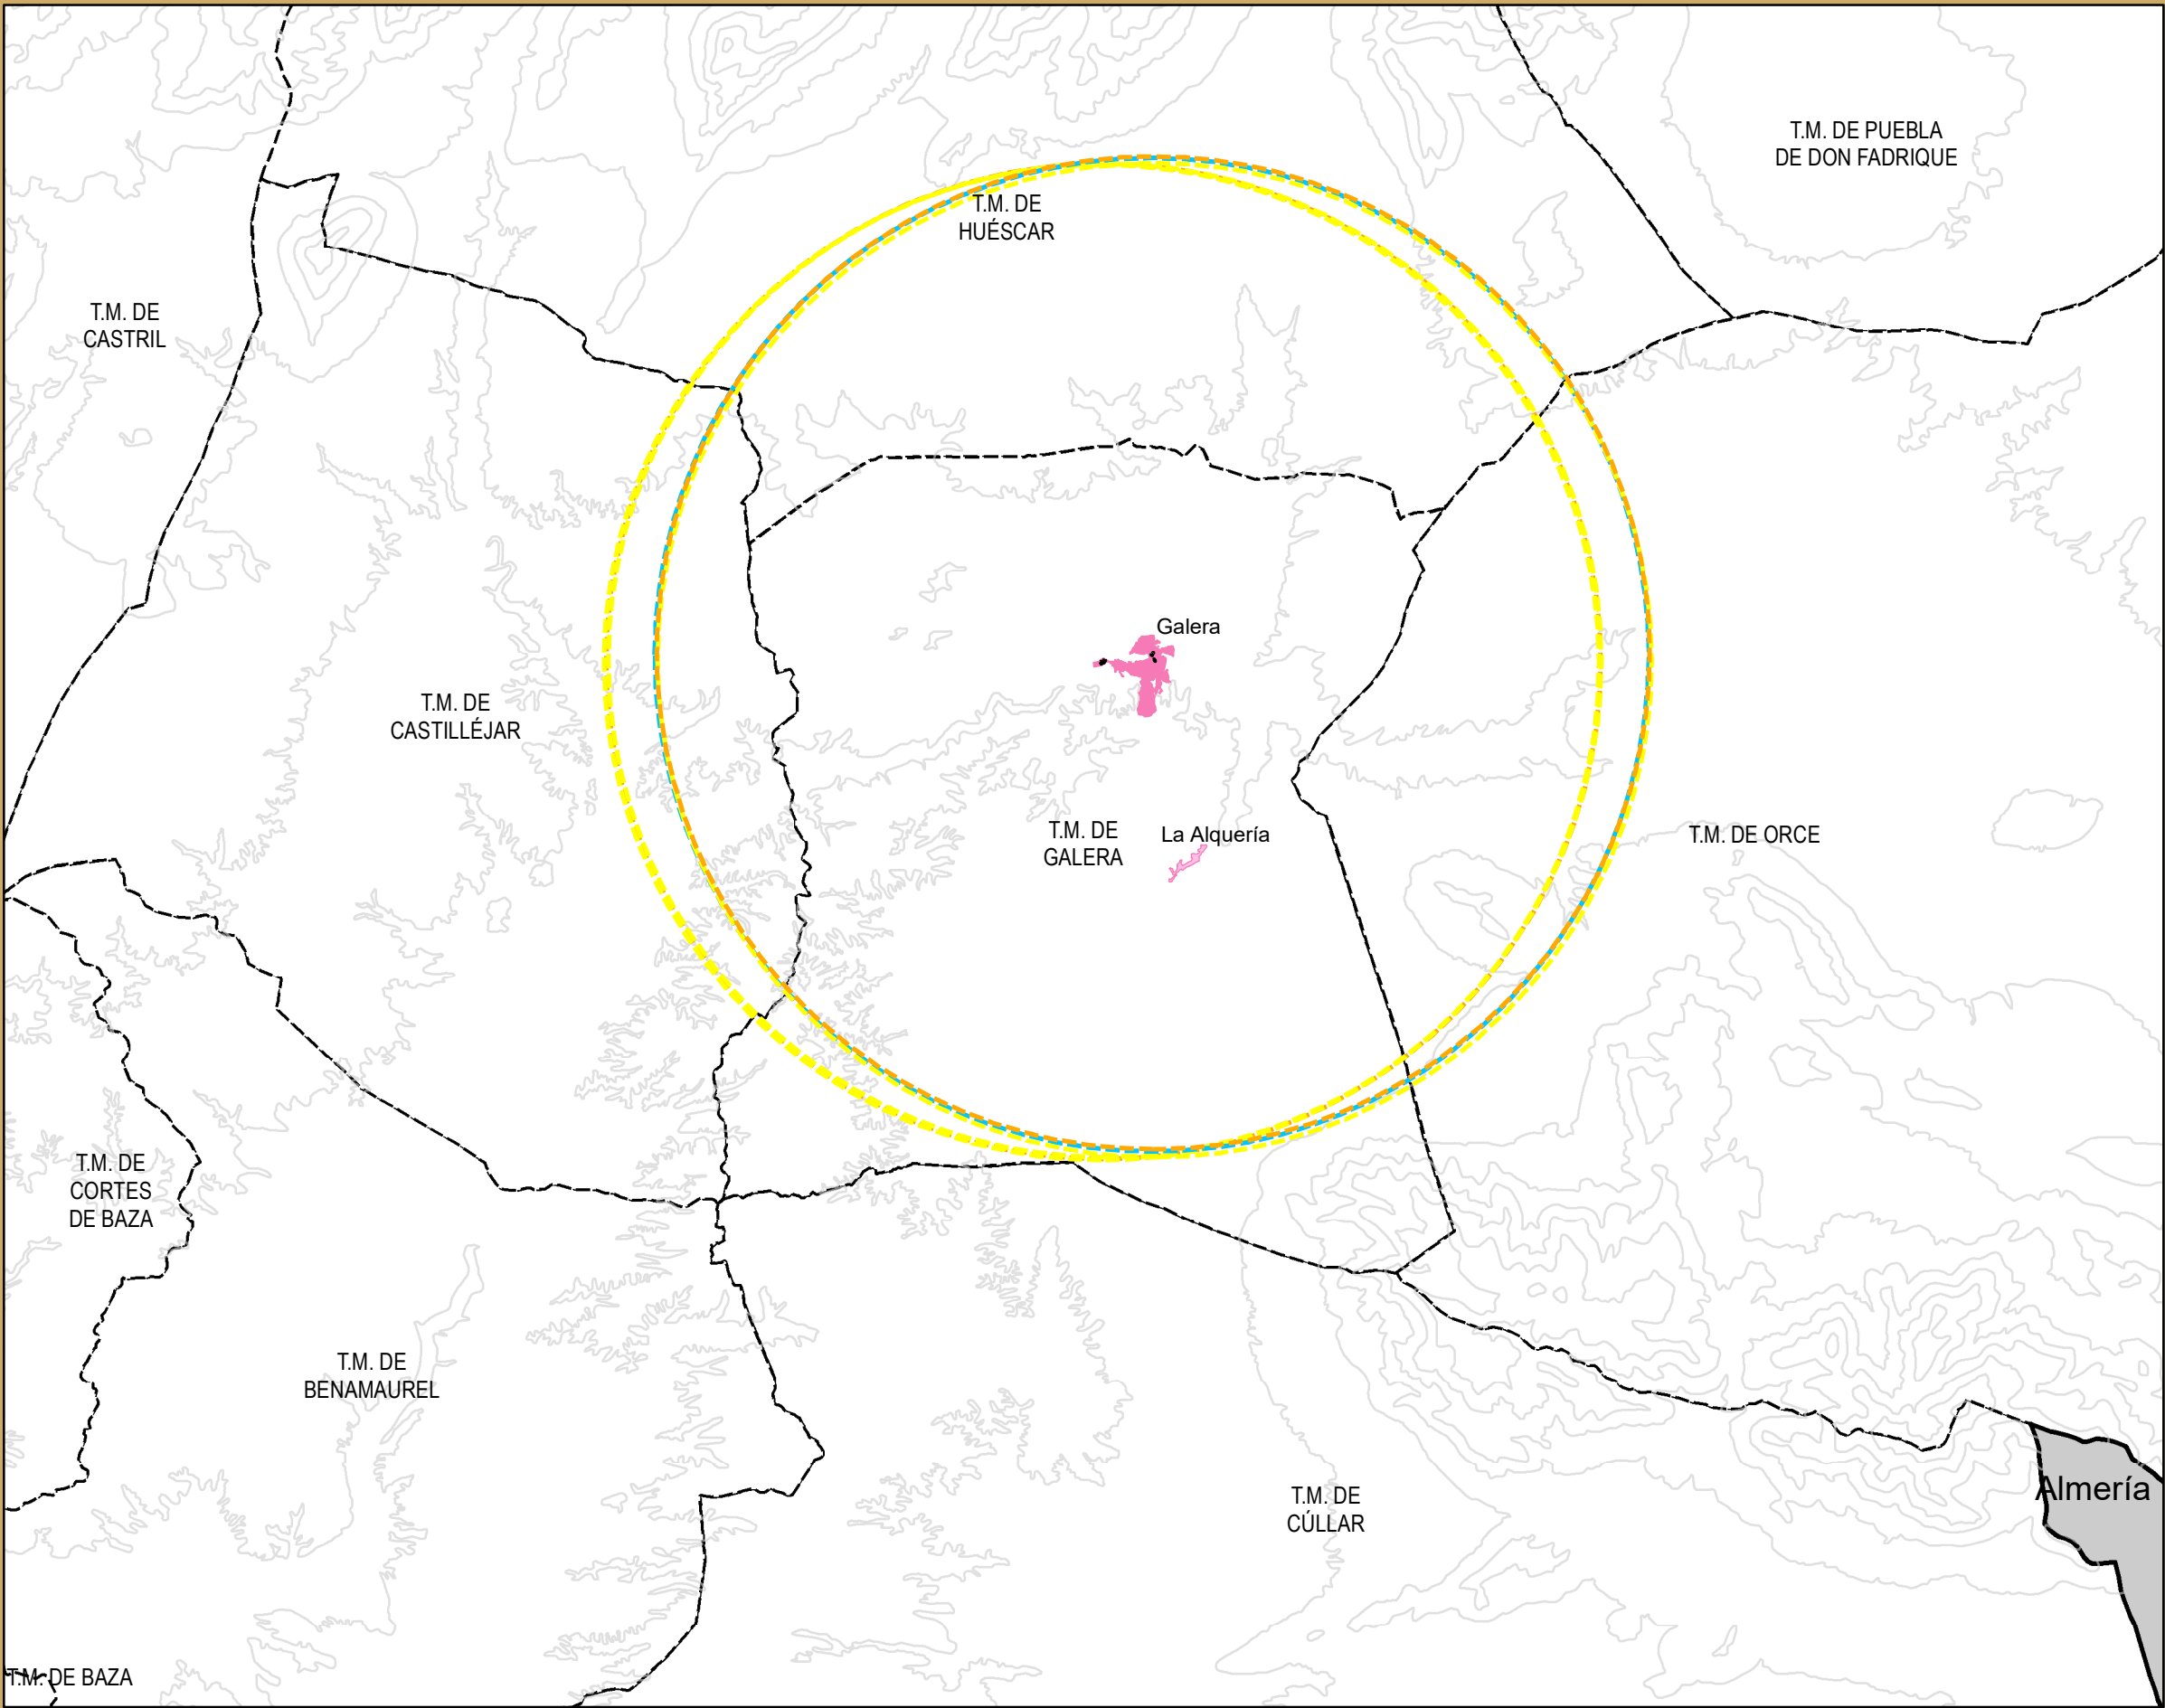 T.M. DE PUEBLA
DE DON FADRIQUE
T.M. DE
HUÉSCAR
T.M. DE
CASTRIL
Galera
T.M. DE
CASTILLÉJAR
T.M. DE
GALERA
La Alquería
T.M. DE ORCE
T.M. DE
CORTES
DE BAZA
T.M. DE
BENAMAUREL
T.M. DE
CÚLLAR
Almería
T.M. DE BAZA